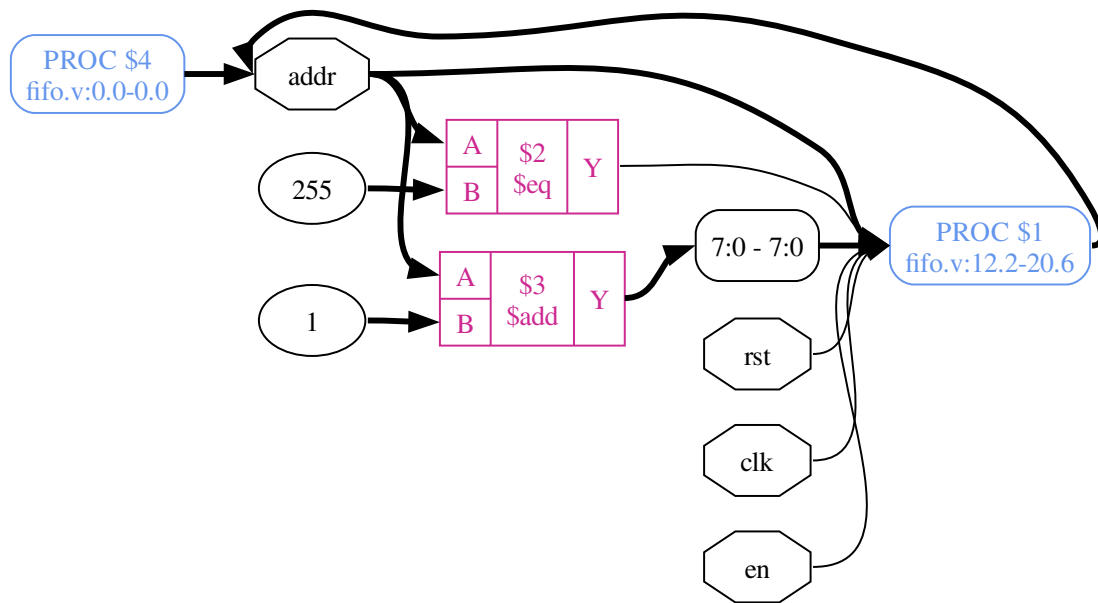 PROC $4
fifo.v:0.0-0.0
addr
255
1
A
B
$2
$eq
Y
A
B
$3
$add
Y
7:0 - 7:0
rst
clk
en
PROC $1
fifo.v:12.2-20.6